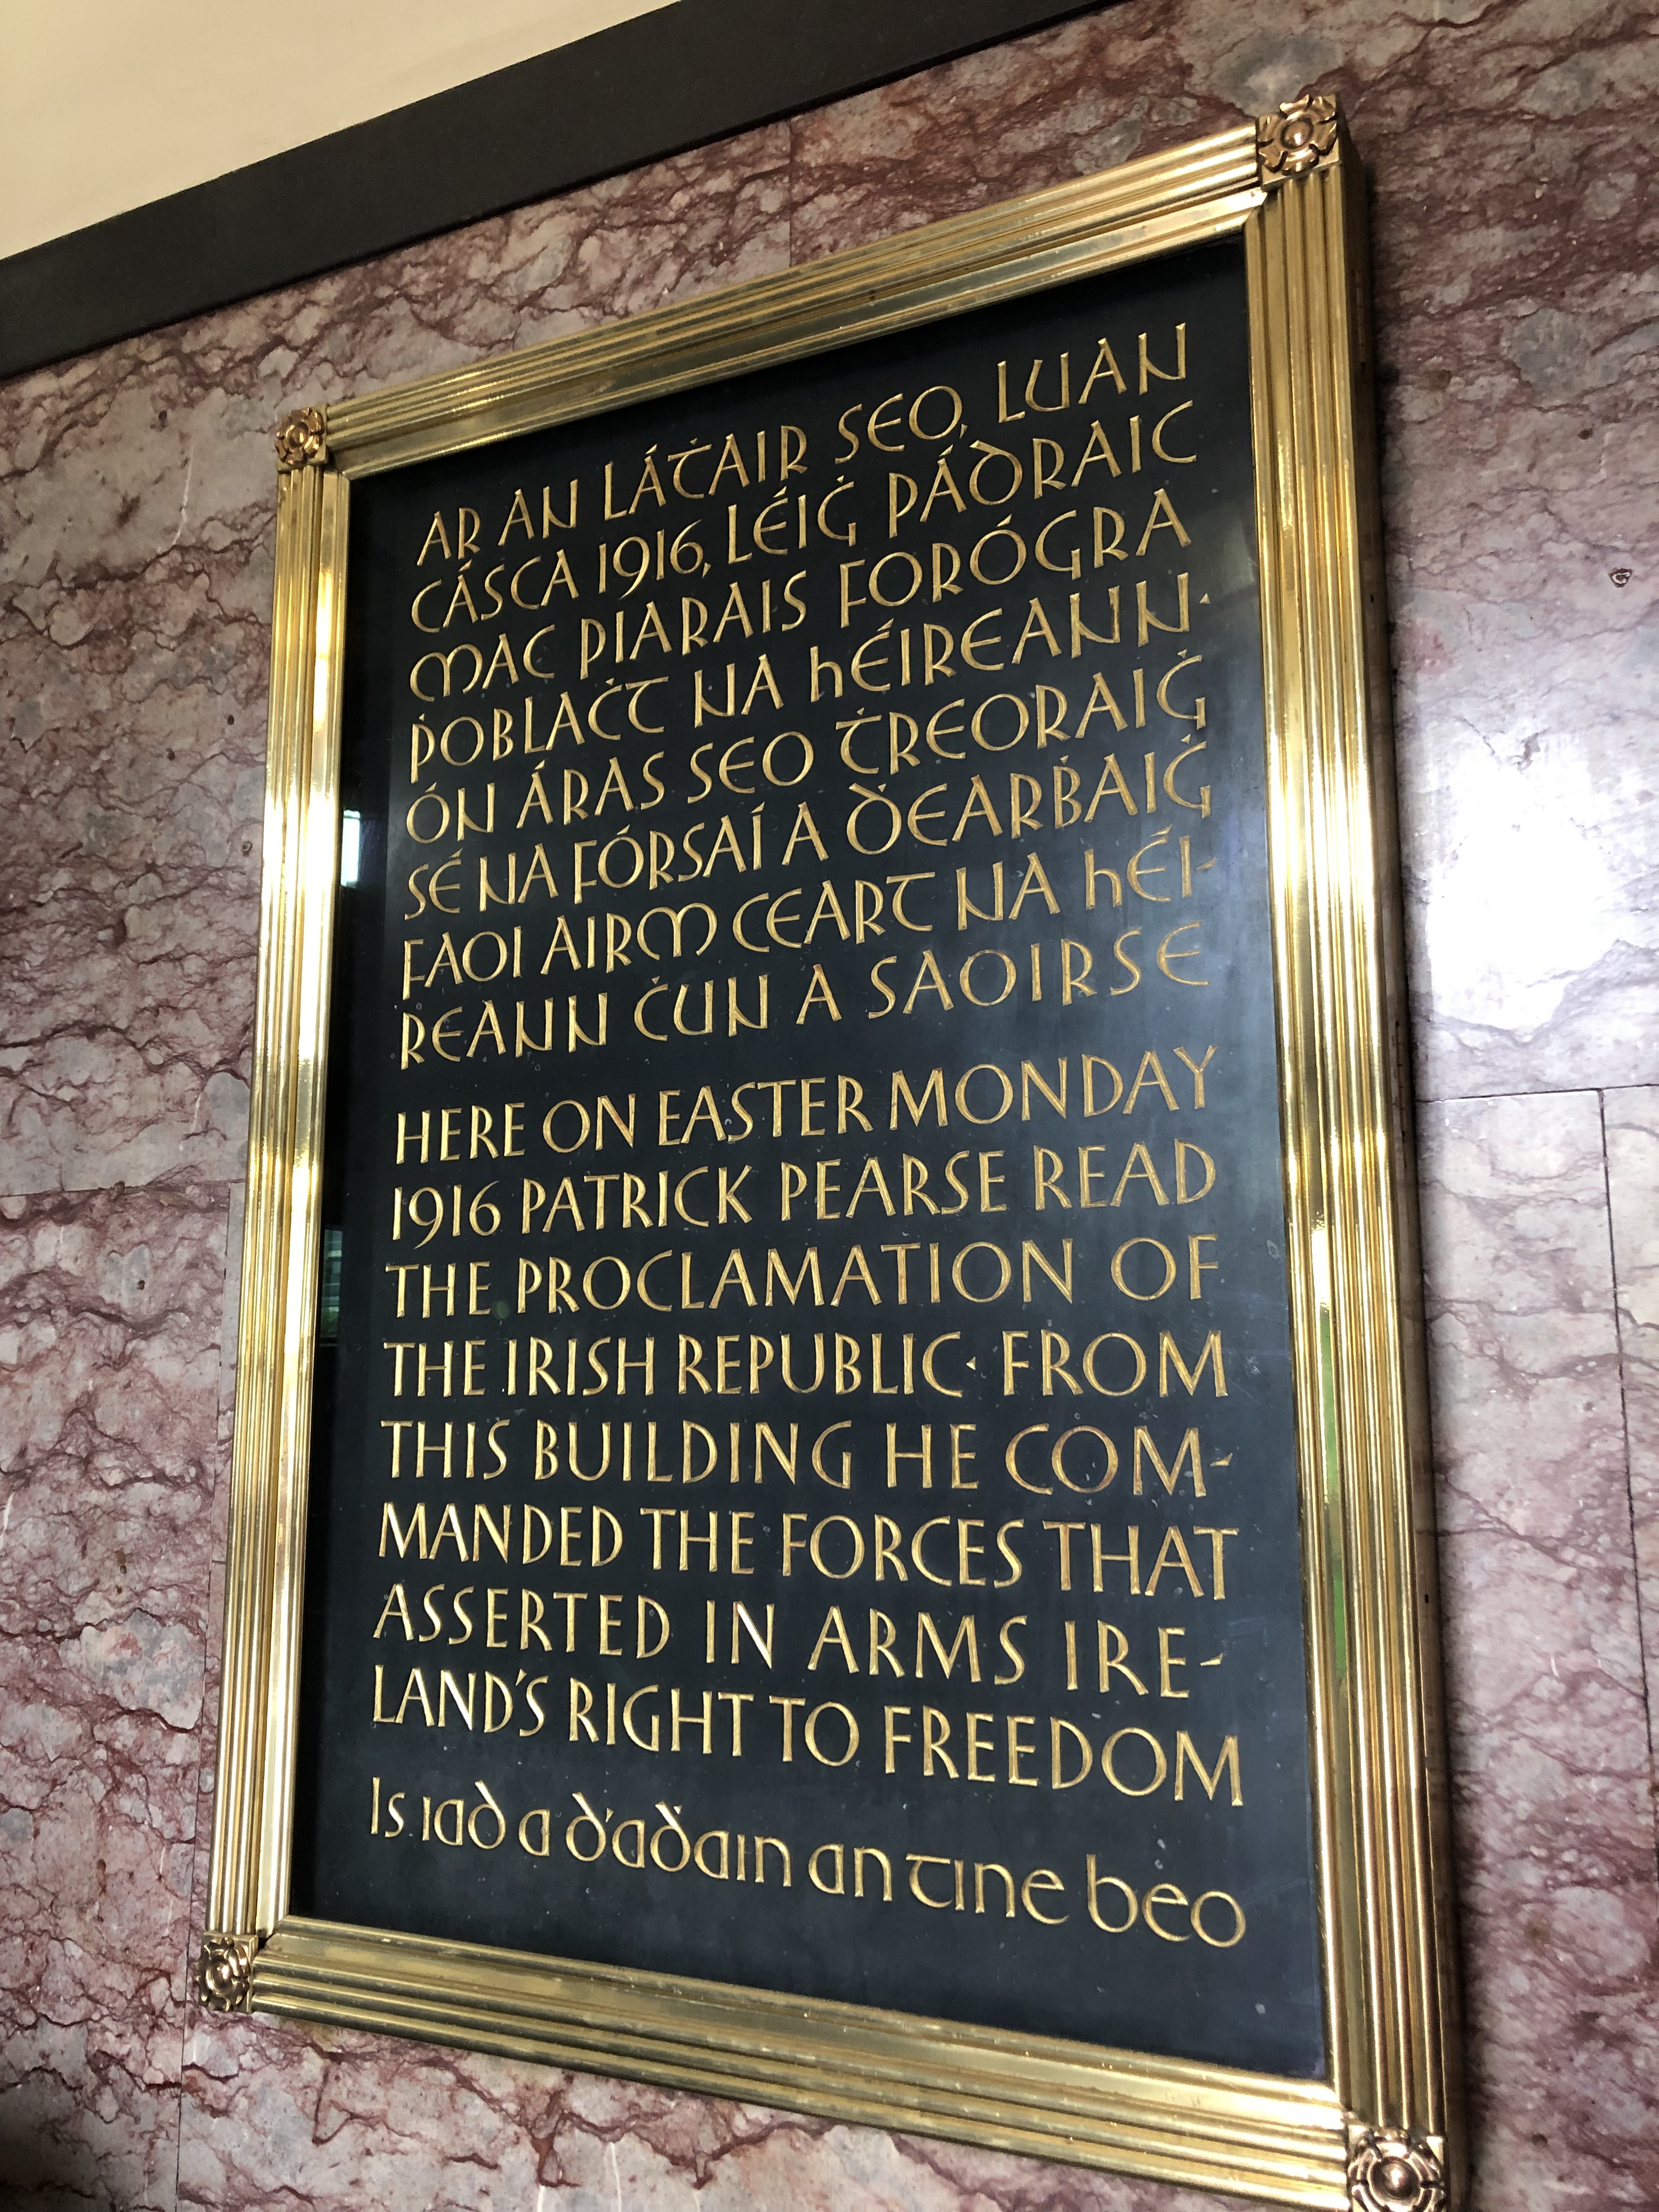 AR AN LÁṪAIR SEO, LUAN
CÁSCA 1916, LÉIĠ PÁDRAIC
MAC PIARAIS FORÓGRA
ṖOBLAĊT NA hÉIREANN·
ÓN ÁRAS SEO ṪREORAIĠ
SÉ NA FÓRSAÍ A ḊEARḂAIĠ
FAOI AIRM CEART NA hÉI-
REANN ĊUN A SAOIRSE
HERE ON EASTER MONDAY
1916 PATRICK PEARSE READ
THE PROCLAMATION OF
THE IRISH REPUBLIC· FROM
THIS BUILDING HE COM-
MANDED THE FORCES THAT
ASSERTED IN ARMS IRE-
LAND'S RIGHT TO FREEDOM
Is iad a d'aḋain an tine beo